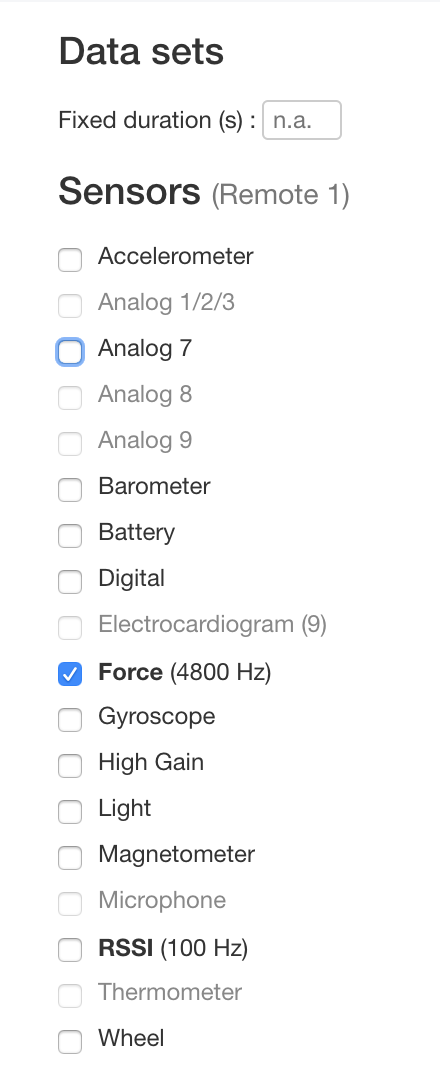 Data sets
Fixed duration (s) : n.a.
Sensors (Remote 1)
Accelerometer
Analog 1/2/3
Analog 7
Analog 8
Analog 9
Barometer
Battery
Digital
Electrocardiogram (9)
Force (4800 Hz)
Gyroscope
High Gain
Light
Magnetometer
Microphone
RSSI (100 Hz)
Thermometer
Wheel